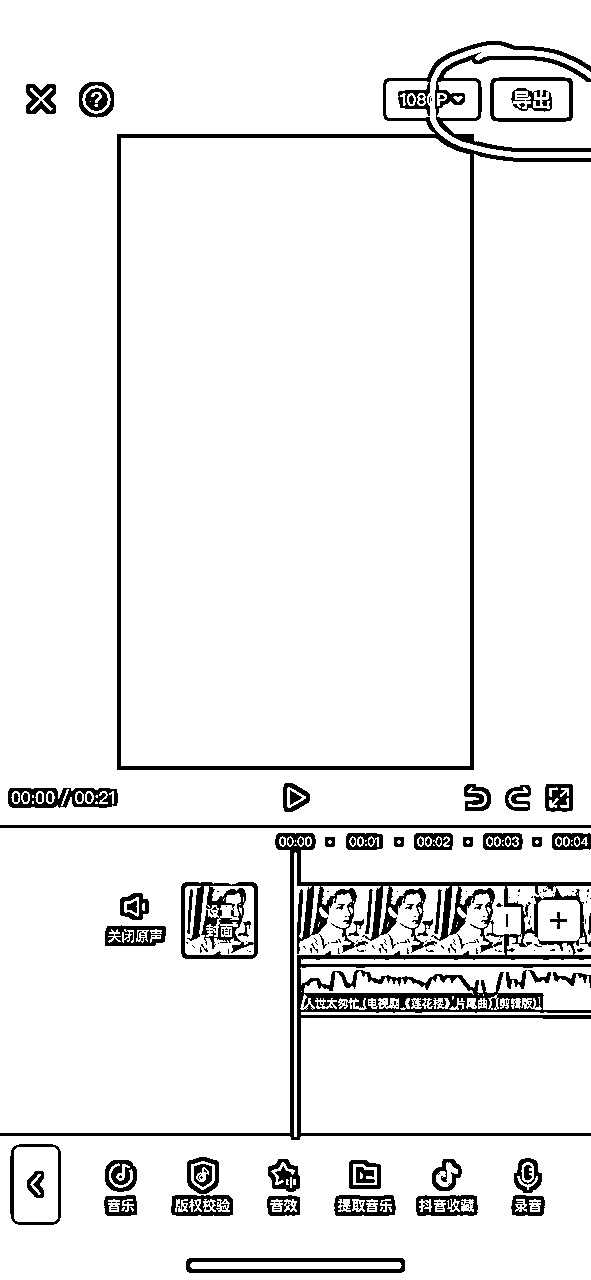 ?
1080P
导出
00:00 / 00:21
00:00 00:01 00:02 00:03 00:04
关闭原声
设置
封面
人世太匆忙 (电视剧《莲花楼》片尾曲) [剪辑版]
音乐
版权校验
音效
提取音乐
抖音收藏
录音